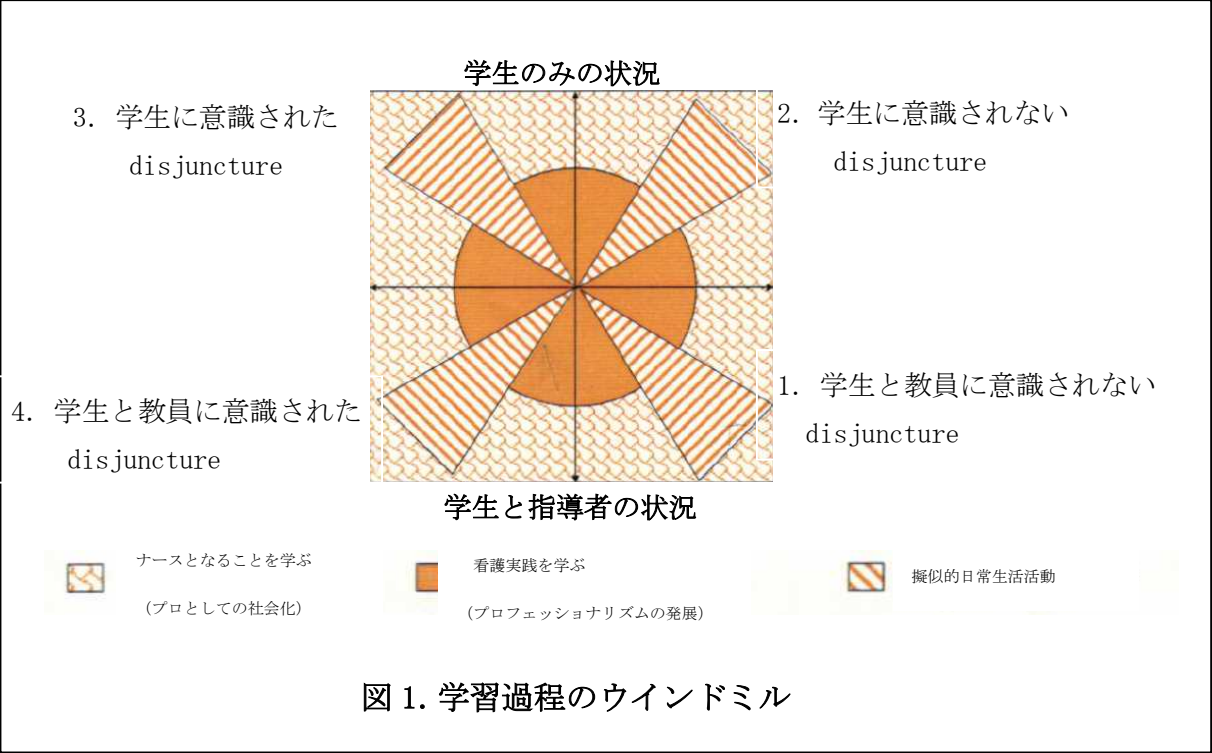 学生のみの状況
3. 学生に意識された
disjuncture
2. 学生に意識されない
disjuncture
4. 学生と教員に意識された
disjuncture
1. 学生と教員に意識されない
disjuncture
学生と指導者の状況
ナースとなることを学ぶ
（プロとしての社会化）
看護実践を学ぶ
（プロフェッショナリズムの発展）
擬似的日常生活活動
図 1. 学習過程のウインドミル